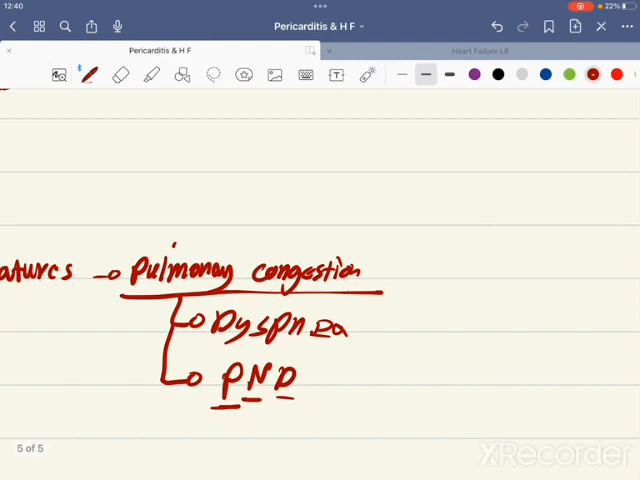 12:40
22%
Pericarditis & H F
Pericarditis & H F
Heart Failure L8
atures → Pulmonary congestion
Dyspnea
PND
5 of 5
XRecorder